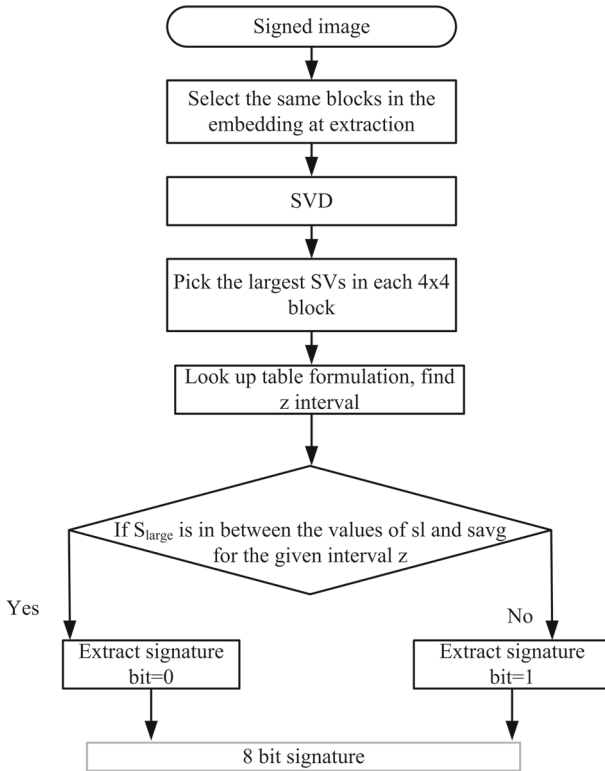 Signed image
Select the same blocks in the
embedding at extraction
SVD
Pick the largest SVs in each 4x4
block
Look up table formulation, find
z interval
If Slarge is in between the values of sl and savg
for the given interval z
Yes
No
Extract signature
bit=0
Extract signature
bit=1
8 bit signature